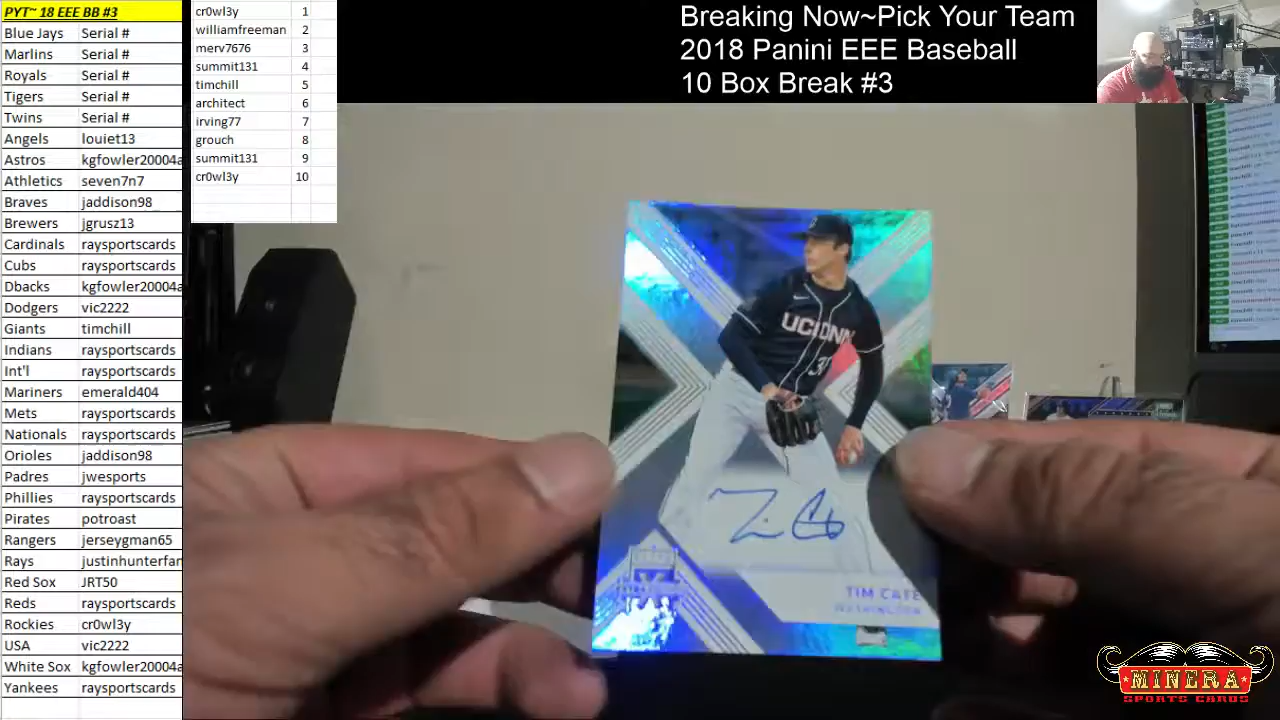 PYT~ 18 EEE BB #3
Blue Jays Serial #
Marlins Serial #
Royals Serial #
Tigers Serial #
Twins Serial #
Angels louiet13
Astros kgfowler20004a
Athletics seven7n7
Braves jaddison98
Brewers jgrusz13
Cardinals raysportscards
Cubs raysportscards
Dbacks kgfowler20004a
Dodgers vic2222
Giants timchill
Indians raysportscards
Int'l raysportscards
Mariners emerald404
Mets raysportscards
Nationals raysportscards
Orioles jaddison98
Padres jwesports
Phillies raysportscards
Pirates potroast
Rangers jerseygman65
Rays justinhunterfan
Red Sox JRT50
Reds raysportscards
Rockies cr0wl3y
USA vic2222
White Sox kgfowler20004a
Yankees raysportscards
cr0wl3y 1
williamfreeman 2
merv7676 3
summit131 4
timchill 5
architect 6
irving77 7
grouch 8
summit131 9
cr0wl3y 10
Breaking Now~Pick Your Team
2018 Panini EEE Baseball
10 Box Break #3
UCONN
TIM CATE
WASHINGTON
MINERA
SPORTS CARDS